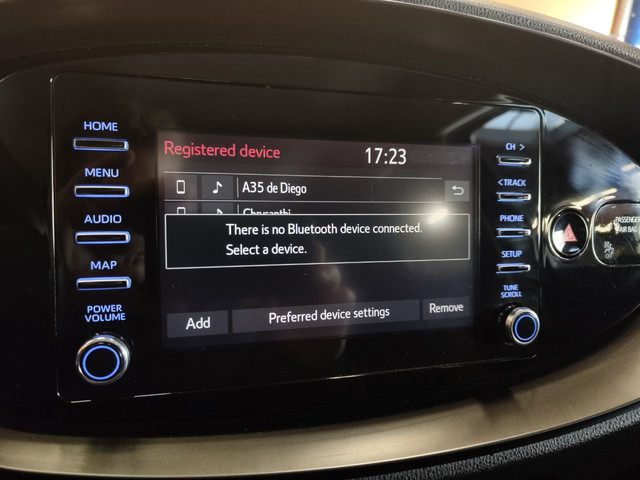 HOME
MENU
AUDIO
MAP
POWER
VOLUME
Registered device
17:23
A35 de Diego
Chrysanthi
There is no Bluetooth device connected.
Select a device.
Add
Preferred device settings
Remove
CH >
< TRACK
PHONE
SETUP
TUNE
SCROLL
PASSENGER
AIR BAG